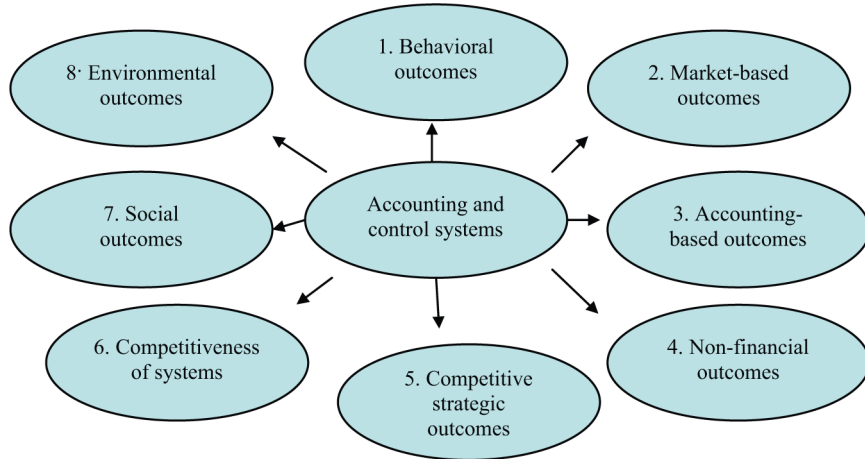 1. Behavioral
outcomes
2. Market-based
outcomes
3. Accounting-
based outcomes
4. Non-financial
outcomes
5. Competitive
strategic
outcomes
6. Competitiveness
of systems
7. Social
outcomes
8· Environmental
outcomes
Accounting and
control systems